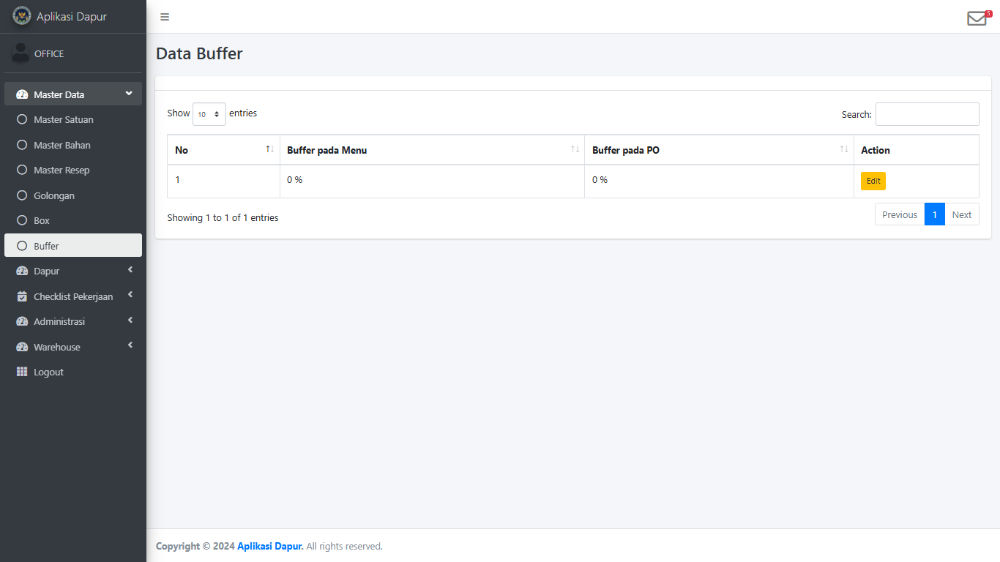 Aplikasi Dapur
5
OFFICE
Data Buffer
Master Data
Master Satuan
Master Bahan
Master Resep
Golongan
Box
Buffer
Dapur
Checklist Pekerjaan
Administrasi
Warehouse
Logout
Show 10 entries
Search:
No Buffer pada Menu Buffer pada PO Action
1 0 % 0 % Edit
Showing 1 to 1 of 1 entries
Previous 1 Next
Copyright © 2024 Aplikasi Dapur. All rights reserved.